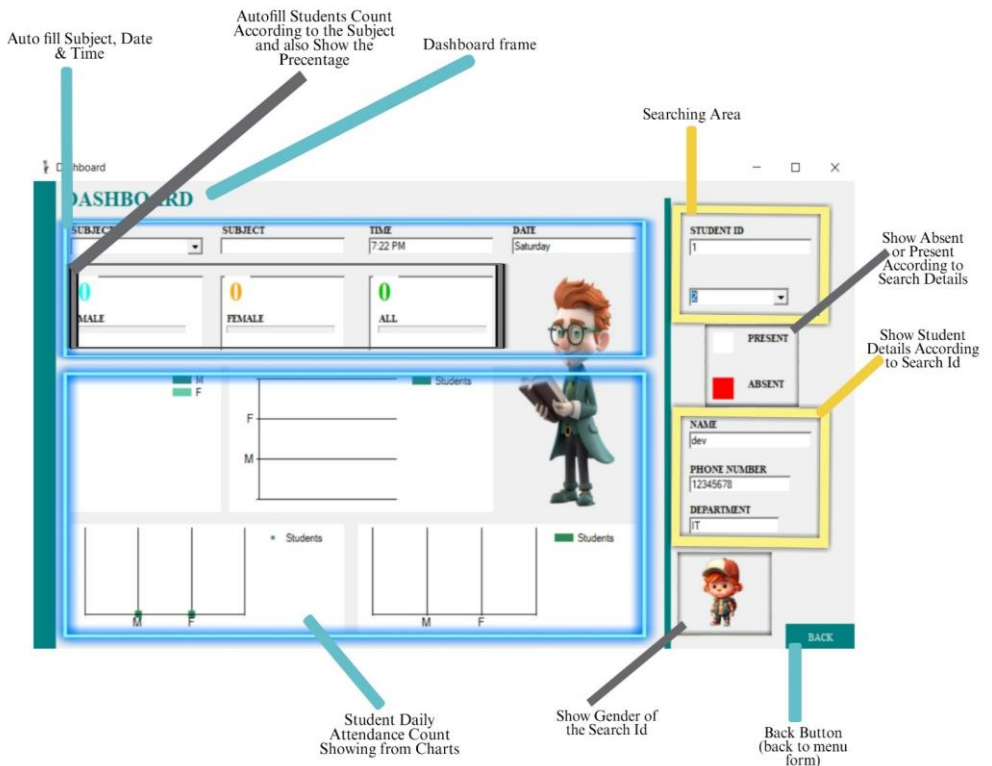 Auto fill Subject, Date
& Time
Autofill Students Count
According to the Subject
and also Show the
Precentage
Dashboard frame
Searching Area
DASHBOARD
SUBJECT
SUBJECT
TIME
DATE
7:22 PM
Saturday
0
0
0
MALE
FEMALE
ALL
STUDENT ID
1
2
PRESENT
ABSENT
Show Absent
or Present
According to
Search Details
Show Student
Details According
to Search Id
M
F
Students
F
M
NAME
dev
PHONE NUMBER
12345678
DEPARTMENT
IT
Students
M
F
Students
M
F
BACK
Student Daily
Attendance Count
Showing from Charts
Show Gender of
the Search Id
Back Button
(back to menu
form)